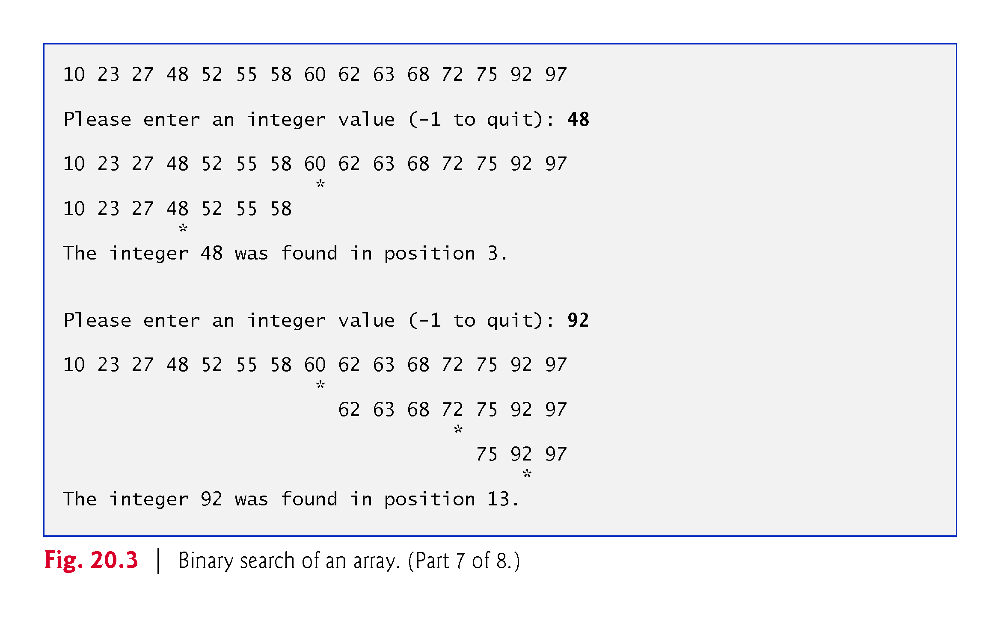 10 23 27 48 52 55 58 60 62 63 68 72 75 92 97
Please enter an integer value (-1 to quit): 48
10 23 27 48 52 55 58 60 62 63 68 72 75 92 97
*
10 23 27 48 52 55 58
*
The integer 48 was found in position 3.
Please enter an integer value (-1 to quit): 92
10 23 27 48 52 55 58 60 62 63 68 72 75 92 97
*
62 63 68 72 75 92 97
*
75 92 97
*
The integer 92 was found in position 13.
Fig. 20.3 | Binary search of an array. (Part 7 of 8.)